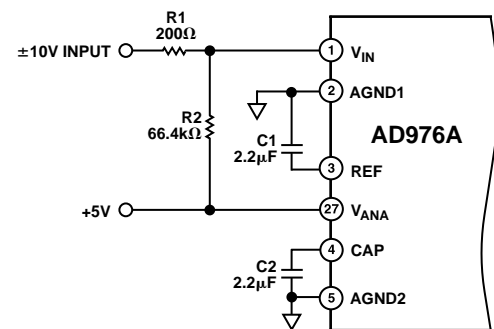 R1
200Ω
±10V INPUT
1
V_IN
2
AGND1
R2
66.4kΩ
C1
2.2μF
AD976A
3
REF
+5V
27
V_ANA
4
CAP
C2
2.2μF
5
AGND2